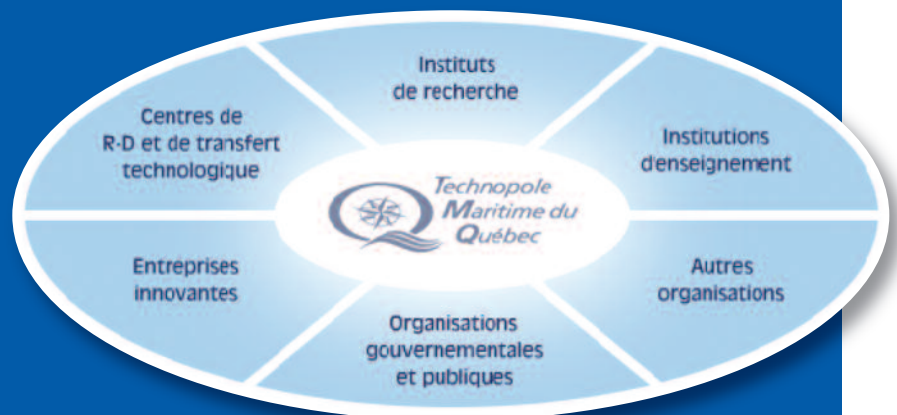 Instituts
de recherche
Centres de
R-D et de transfert
technologique
Institutions
d'enseignement
Technopole
Maritime du
Québec
Entreprises
innovantes
Autres
organisations
Organisations
gouvernementales
et publiques